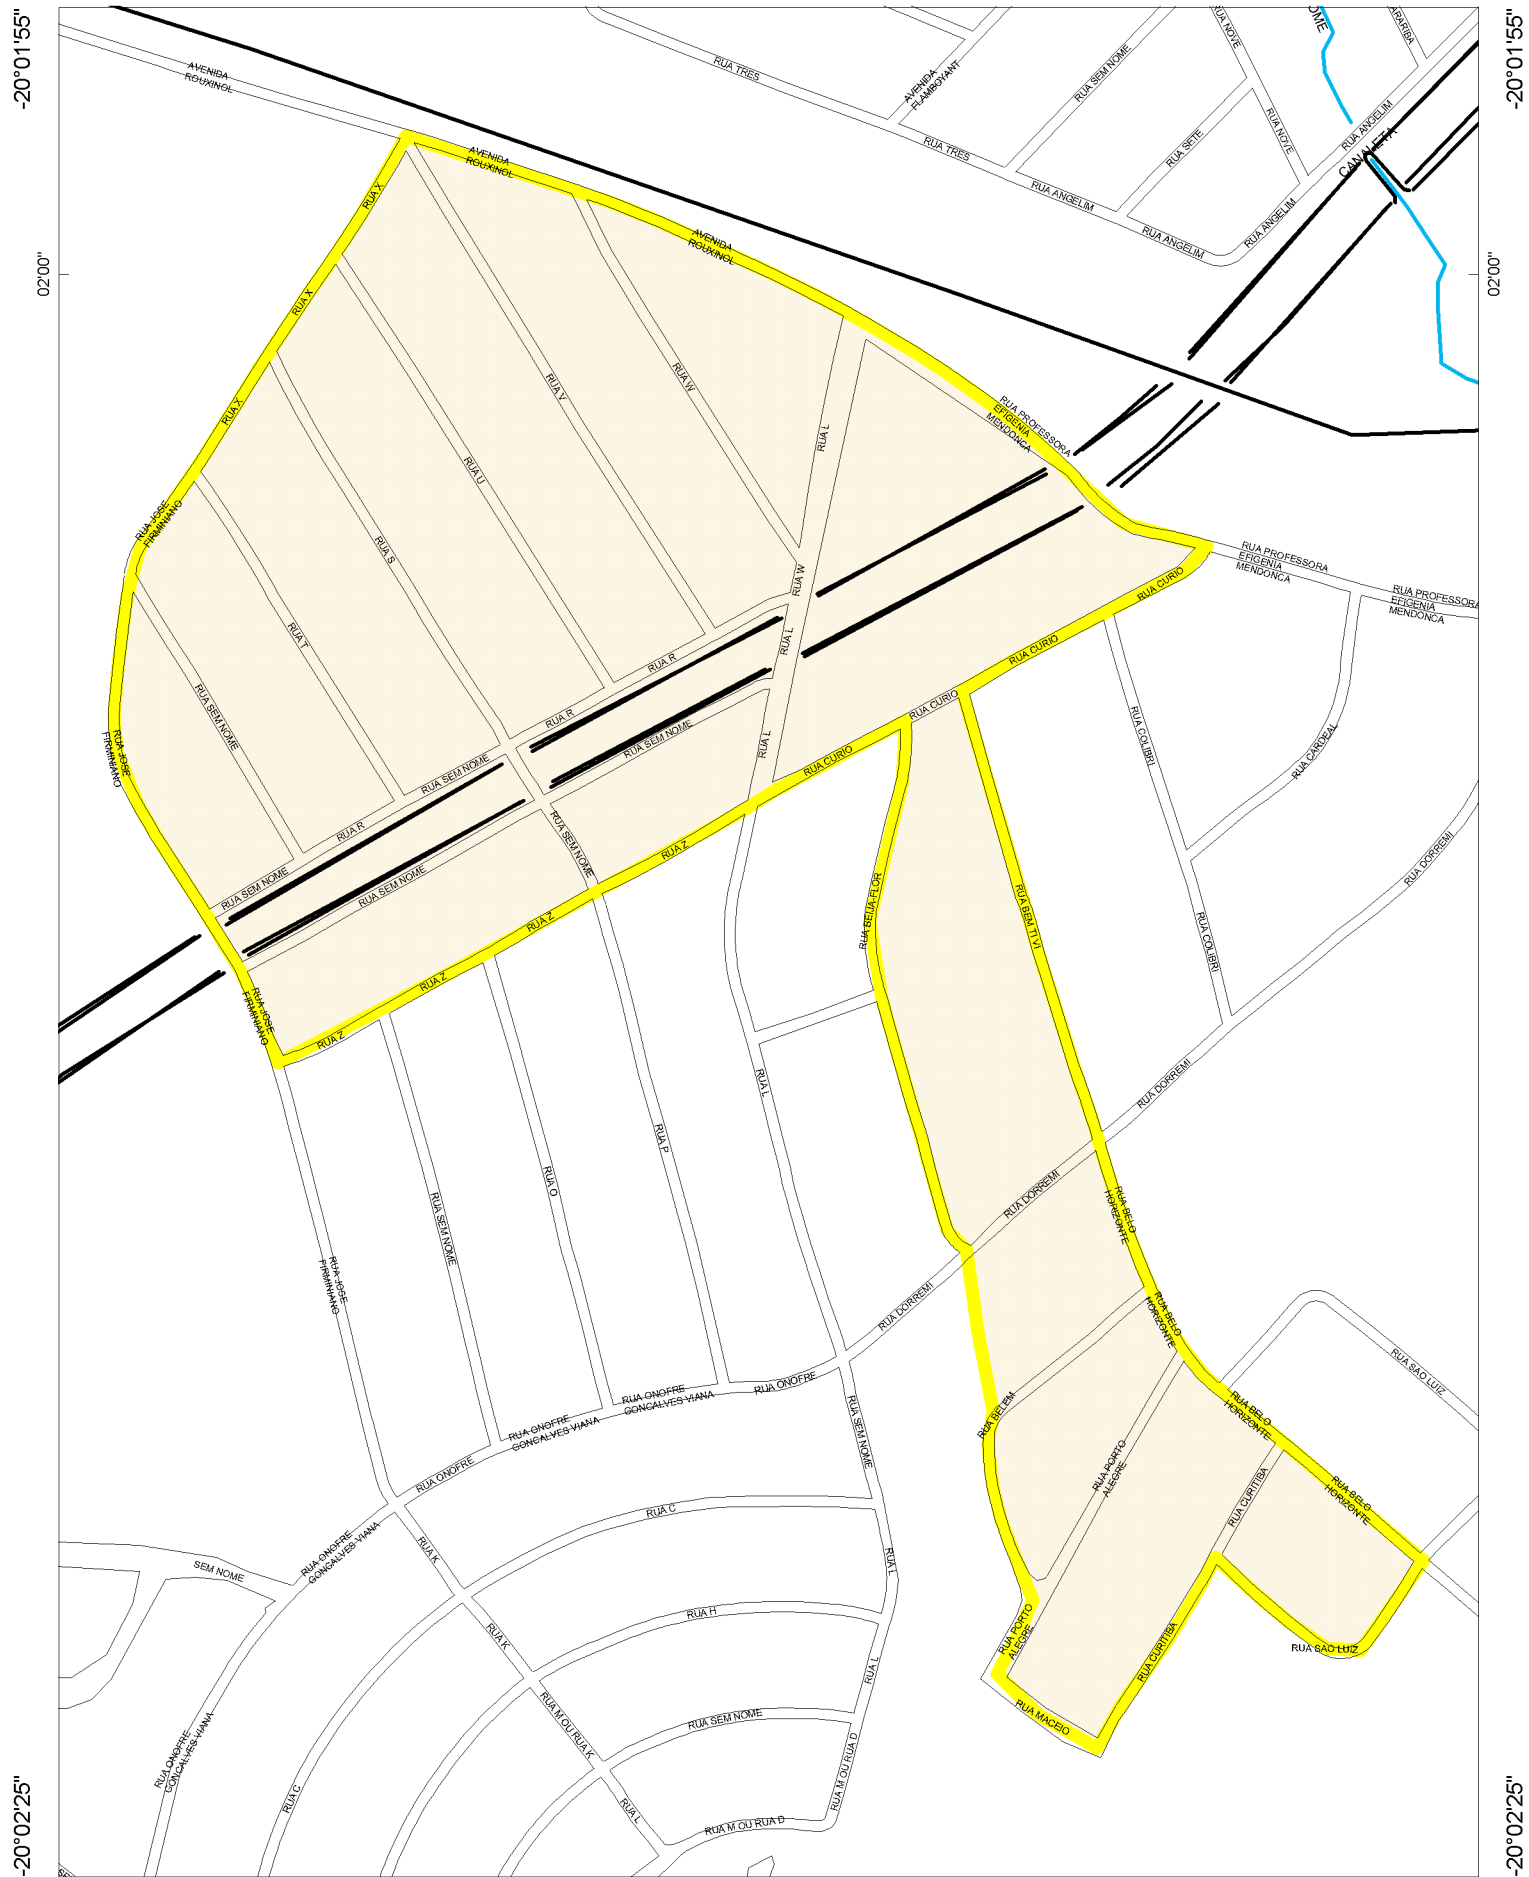 -20°01'55"
-20°01'55"
AVENIDA
ROUXINOL
RUA TRES
AVENIDA
FLAMBOYANT
RUA SEM NOME
RUA NOVE
OME
ARARIBA
RUA TRES
RUA SETE
RUA NOVE
RUA ANGELIM
CANALETA
RUA ANGELIM
RUA ANGELIM
RUA ANGELIM
AVENIDA
ROUXINOL
RUA X
AVENIDA
ROUXINOL
02'00"
02'00"
RUA X
RUA X
RUA V
RUA W
RUA L
RUA PROFESSORA
EFIGENIA
MENDONCA
RUA U
RUA JOSE
FIRMINIANO
RUA S
RUA W
RUA PROFESSORA
EFIGENIA
MENDONCA
RUA PROFESSORA
EFIGENIA
MENDONCA
RUA CURIO
RUA T
RUA R
RUA L
RUA CURIO
RUA SEM NOME
RUA R
RUA SEM NOME
RUA L
RUA CURIO
RUA CURIO
RUA COLIBRI
RUA CARDEAL
RUA JOSE
FIRMINIANO
RUA SEM NOME
RUA R
RUA SEM NOME
RUA Z
RUA SEM NOME
RUA SEM NOME
RUA Z
RUA BEIJA-FLOR
RUA BEM TI VI
RUA DORREMI
RUA COLIBRI
RUA Z
RUA JOSE
FIRMINIANO
RUA Z
RUA L
RUA DORREMI
RUA P
RUA O
RUA SEM NOME
RUA DORREMI
RUA BELO
HORIZONTE
RUA JOSE
FIRMINIANO
RUA DORREMI
RUA BELO
HORIZONTE
RUA SAO LUIZ
RUA ONOFRE
RUA ONOFRE
GONCALVES VIANA
RUA ONOFRE
GONCALVES VIANA
RUA SEM NOME
RUA BELEM
RUA BELO
HORIZONTE
RUA PORTO
ALEGRE
RUA CURITIBA
RUA BELO
HORIZONTE
RUA ONOFRE
RUA C
RUA K
RUA ONOFRE
GONCALVES VIANA
SEM NOME
RUA L
RUA H
RUA K
RUA PORTO
ALEGRE
RUA CURITIBA
RUA SAO LUIZ
RUA L
RUA MACEIO
RUA M OU RUA K
RUA SEM NOME
RUA ONOFRE
GONCALVES VIANA
RUA M OU RUA D
RUA C
RUA L
RUA M OU RUA D
-20°02'25"
-20°02'25"